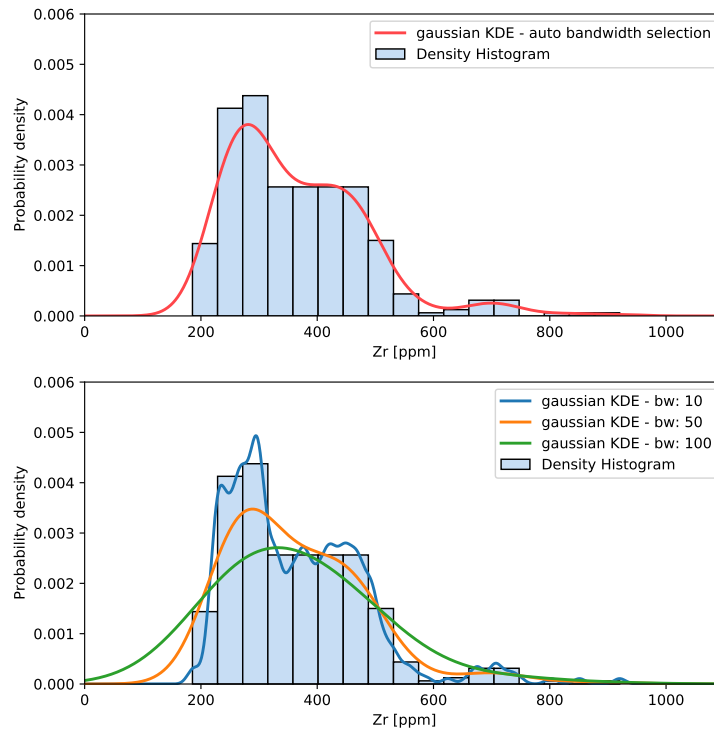 0.006
0.005
0.004
0.003
0.002
0.001
0.000
Probability density
gaussian KDE - auto bandwidth selection
Density Histogram
0 200 400 600 800 1000
Zr [ppm]
0.006
0.005
0.004
0.003
0.002
0.001
0.000
Probability density
gaussian KDE - bw: 10
gaussian KDE - bw: 50
gaussian KDE - bw: 100
Density Histogram
0 200 400 600 800 1000
Zr [ppm]